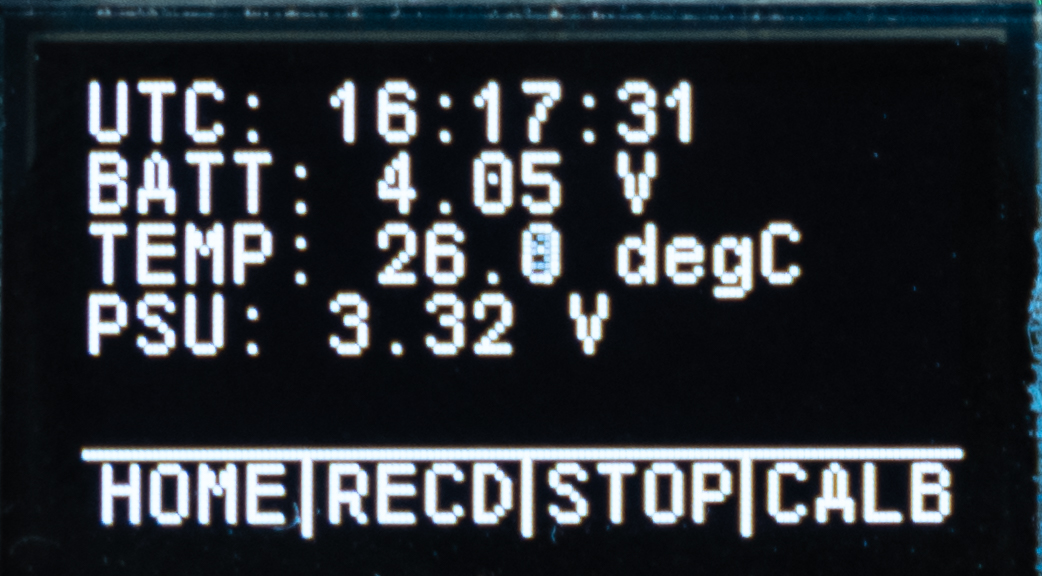 UTC: 16:17:31
BATT: 4.05 V
TEMP: 26.0 degC
PSU: 3.32 V
HOME|RECD|STOP|CALB